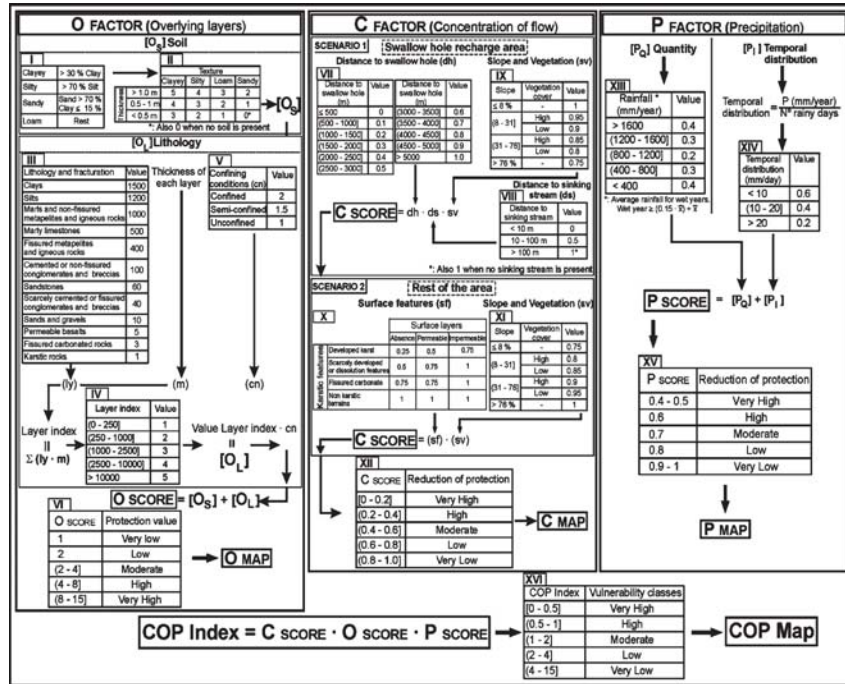 O FACTOR (Overlying layers)
[Os] Soil
I
Clayey > 30 % Clay
Silty > 70 % Silt
Sandy Sand > 70 % Clay ≤ 15 %
Loam Rest
II
Texture
Clayey Silty Loam Sandy
Thickness
> 1.0 m 5 4 3 2
0.5 - 1 m 4 3 2 1
< 0.5 m 3 2 1 0*
*: Also 0 when no soil is present
[Os]
[OL] Lithology
III
Lithology and fracturation Value
Clays 1500
Silts 1200
Marls and non-fissured metapelites and igneous rocks 1000
Marly limestones 500
Fissured metapelites and igneous rocks 400
Cemented or non-fissured conglomerates and breccias 100
Sandstones 60
Scarcely cemented or fissured conglomerates and breccias 40
Sands and gravels 10
Permeable basalts 5
Fissured carbonated rocks 3
Karstic rocks 1
Thickness of each layer
V
Confining conditions (cn) Value
Confined 2
Semi-confined 1.5
Unconfined 1
(ly) (m) (cn)
Layer index
II
Σ (ly · m)
IV
Layer index Value
(0 - 250] 1
(250 - 1000] 2
(1000 - 2500] 3
(2500 - 10000] 4
> 10000 5
Value Layer index · cn
II
[OL]
O SCORE = [Os] + [OL]
VI
O SCORE Protection value
1 Very low
2 Low
(2 - 4] Moderate
(4 - 8] High
(8 - 15] Very High
O MAP
C FACTOR (Concentration of flow)
SCENARIO 1
Swallow hole recharge area
Distance to swallow hole (dh)
VII
Distance to swallow hole (m) Value Distance to swallow hole (m) Value
≤ 500 0 (3000 - 3500] 0.6
(500 - 1000] 0.1 (3500 - 4000] 0.7
(1000 - 1500] 0.2 (4000 - 4500] 0.8
(1500 - 2000] 0.3 (4500 - 5000] 0.9
(2000 - 2500] 0.4 > 5000 1.0
(2500 - 3000] 0.5
Slope and Vegetation (sv)
IX
Slope Vegetation cover Value
≤ 8 % - 1
(8 - 31] High 0.95
Low 0.9
(31 - 76] High 0.85
Low 0.8
> 76 % - 0.75
C SCORE = dh · ds · sv
Distance to sinking stream (ds)
VIII
Distance to sinking stream Value
< 10 m 0
10 - 100 m 0.5
> 100 m 1*
*: Also 1 when no sinking stream is present
SCENARIO 2
Rest of the area
Surface features (sf)
X
Surface layers
Absence Permeable Impermeable
Karstic features
Developed karst 0.25 0.5 0.75
Scarcely developed or dissolution features 0.5 0.75 1
Fissured carbonate 0.75 0.75 1
Non karstic terrains 1 1 1
Slope and Vegetation (sv)
XI
Slope Vegetation cover Value
≤ 8 % - 0.75
(8 - 31] High 0.8
Low 0.85
(31 - 76] High 0.9
Low 0.95
> 76 % - 1
C SCORE = (sf) · (sv)
XII
C SCORE Reduction of protection
[0 - 0.2] Very High
(0.2 - 0.4] High
(0.4 - 0.6] Moderate
(0.6 - 0.8] Low
(0.8 - 1.0] Very Low
C MAP
P FACTOR (Precipitation)
[PQ] Quantity
XIII
Rainfall * (mm/year) Value
> 1600 0.4
(1200 - 1600] 0.3
(800 - 1200] 0.2
(400 - 800] 0.3
< 400 0.4
*: Average rainfall for wet years.
[PI] Temporal distribution
Temporal distribution = P (mm/year) / Nº rainy days
XIV
Temporal distribution (mm/day) Value
< 10 0.6
(10 - 20] 0.4
> 20 0.2
P SCORE = [PQ] + [PI]
XV
P SCORE Reduction of protection
0.4 - 0.5 Very High
0.6 High
0.7 Moderate
0.8 Low
0.9 - 1 Very Low
P MAP
COP Index = C SCORE · O SCORE · P SCORE
XVI
COP Index Vulnerability classes
[0 - 0.5] Very High
(0.5 - 1] High
(1 - 2] Moderate
(2 - 4] Low
(4 - 15] Very Low
COP Map